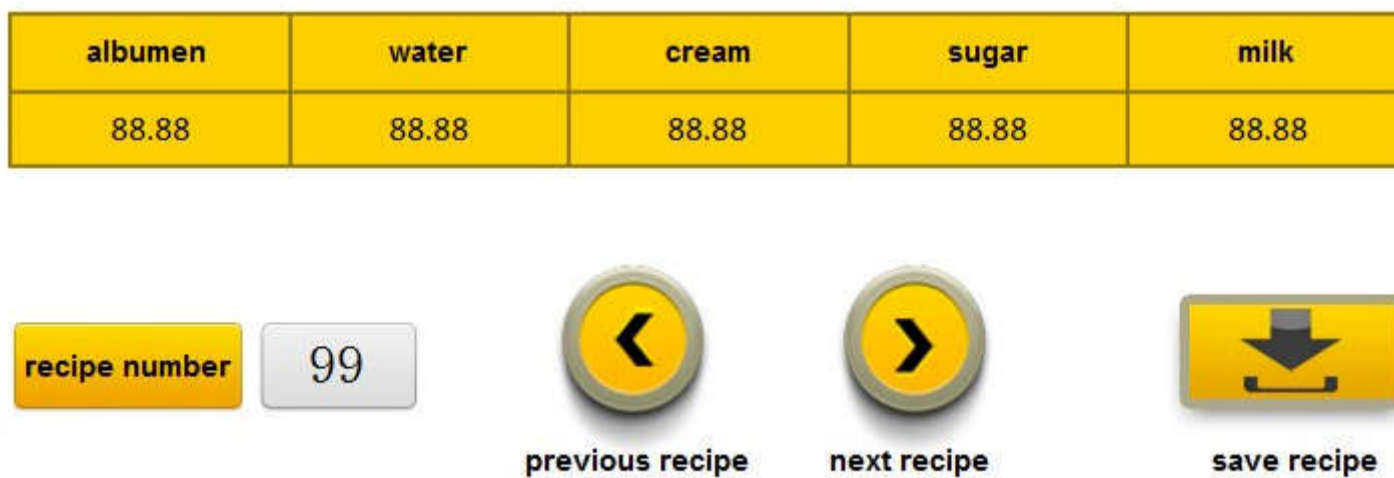 albumen water cream sugar milk
88.88 88.88 88.88 88.88 88.88
recipe number 99
previous recipe next recipe save recipe